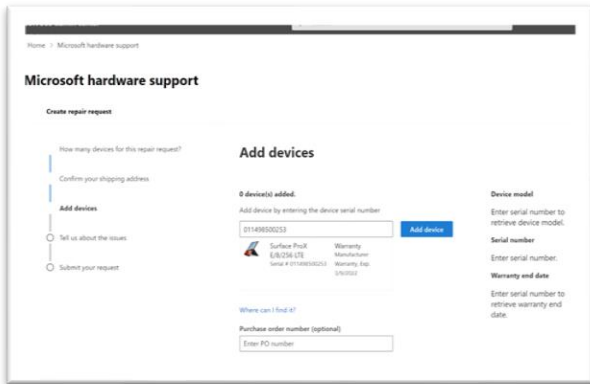 Home > Microsoft hardware support
Microsoft hardware support
Create repair request
How many devices for this repair request?
Confirm your shipping address
Add devices
Tell us about the issues
Submit your request
Add devices
0 device(s) added.
Add device by entering the device serial number
011498500253
Add device
Surface ProX
E/8/256 LTE
Serial # 011498500253
Warranty
Manufacturer
Warranty, Exp.
Where can I find it?
Purchase order number (optional)
Enter PO number
Device model
Enter serial number to
retrieve device model.
Serial number
Enter serial number.
Warranty end date
Enter serial number to
retrieve warranty end
date.